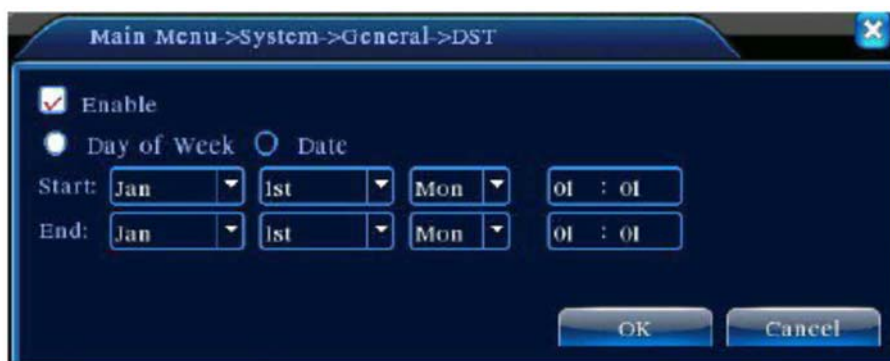 Main Menu->System->General->DST
Enable
Day of Week Date
Start: Jan 1st Mon 01 : 01
End: Jan 1st Mon 01 : 01
OK Cancel